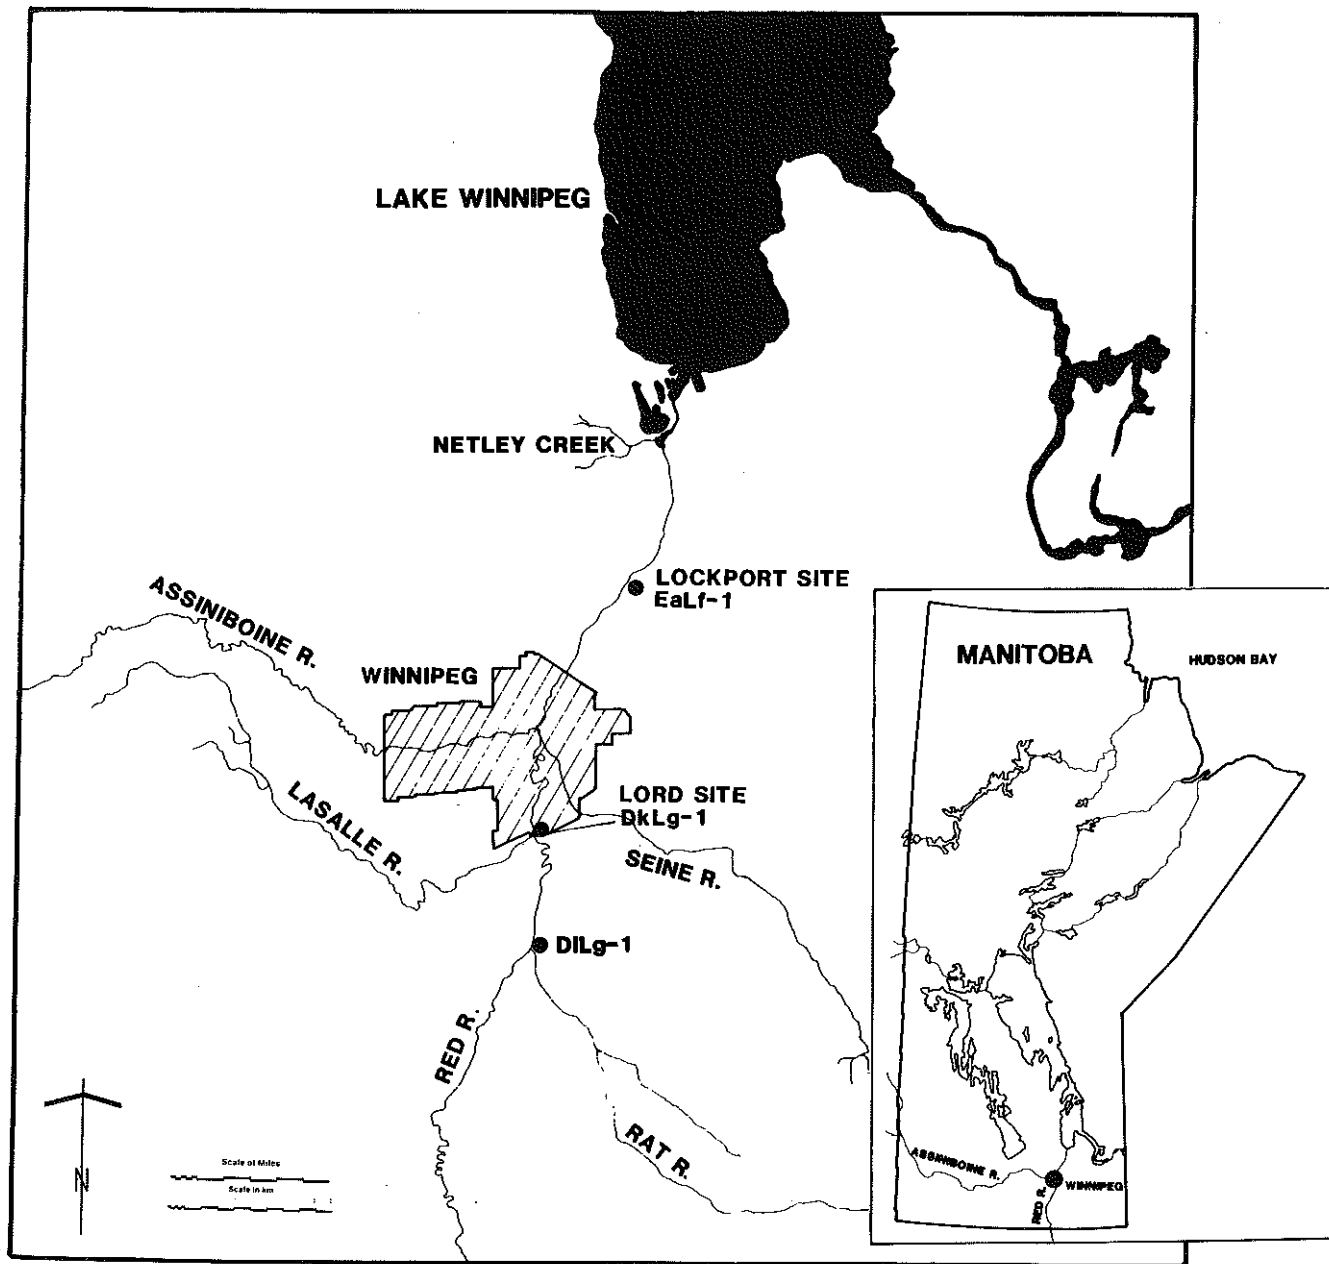 LAKE WINNIPEG
NETLEY CREEK
LOCKPORT SITE
EaLf-1
ASSINIBOINE R.
WINNIPEG
LORD SITE
DkLg-1
LASALLE R.
SEINE R.
DlLg-1
RED R.
RAT R.
N
Scale of Miles
Scale in km
MANITOBA
HUDSON BAY
ASSINIBOINE R.
WINNIPEG
RED R.